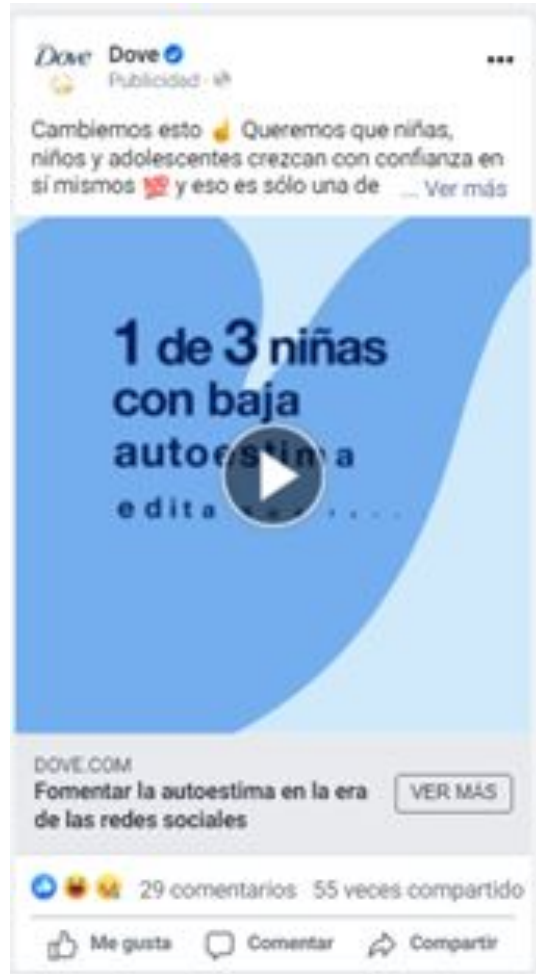 Dove Dove
Publicidad ·
Cambiemos esto ☝️ Queremos que niñas,
niños y adolescentes crezcan con confianza en
sí mismos 💯 y eso es sólo una de ... Ver más
1 de 3 niñas
con baja
autoestima
edita
DOVE.COM
Fomentar la autoestima en la era
de las redes sociales
VER MÁS
29 comentarios 55 veces compartido
Me gusta Comentar Compartir